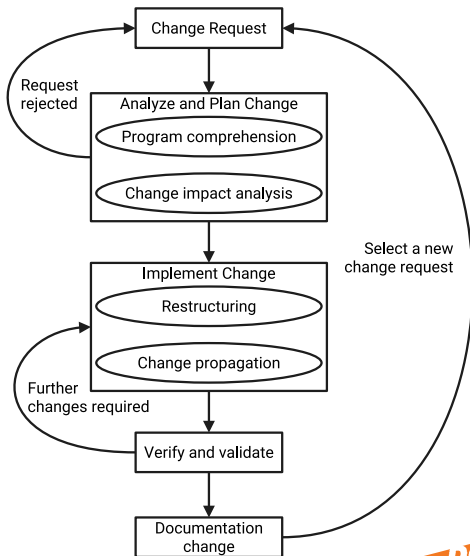 Change Request
Request
rejected
Analyze and Plan Change
Program comprehension
Change impact analysis
Select a new
change request
Implement Change
Restructuring
Change propagation
Further
changes required
Verify and validate
Documentation
change